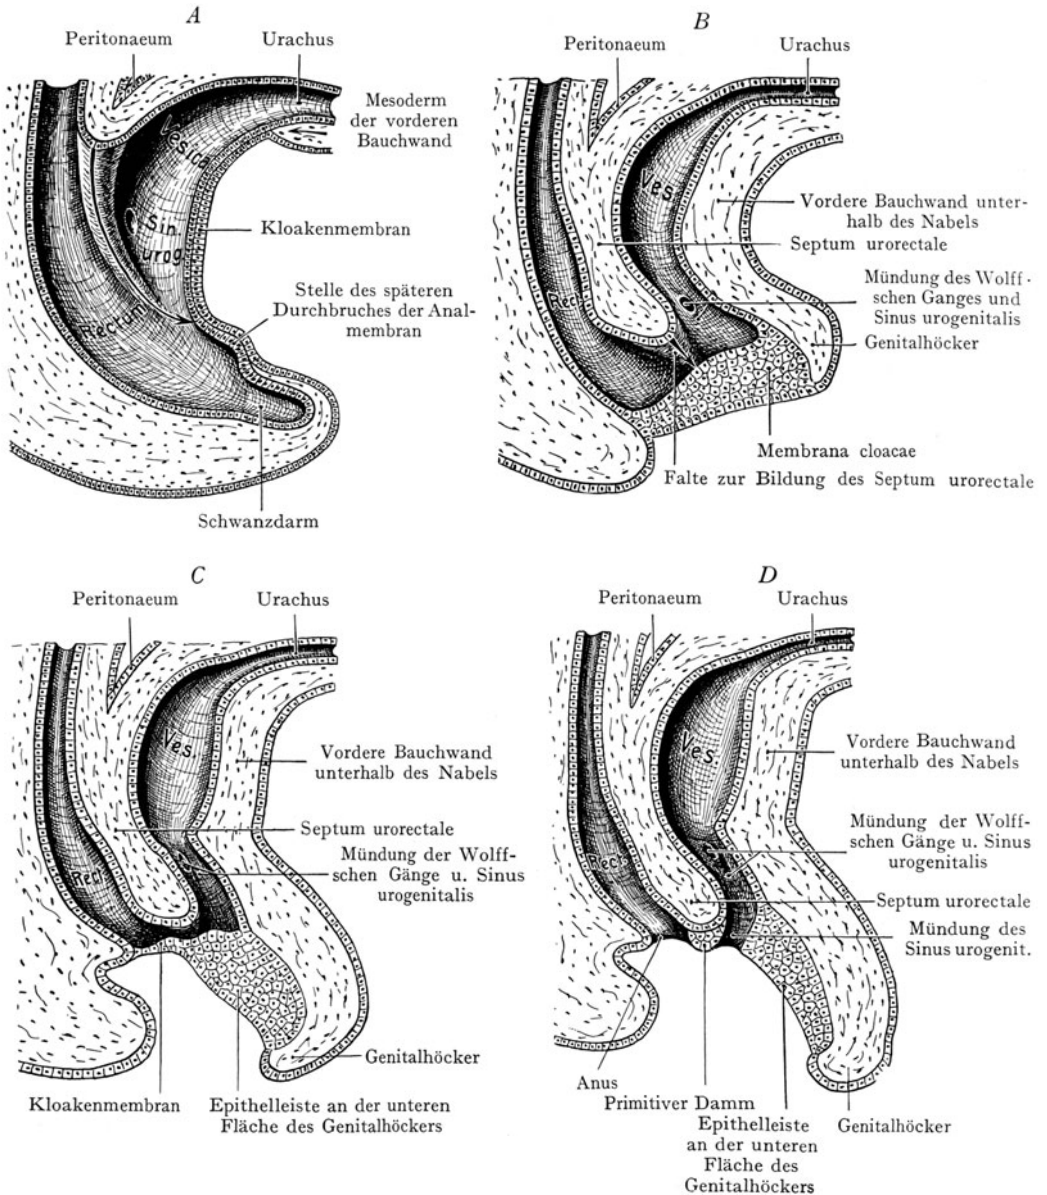 A
Peritonaeum
Urachus
Mesoderm
der vorderen
Bauchwand
Vesica
Sin.
urog.
Kloakenmembran
Rectum
Stelle des späteren
Durchbruches der Anal-
membran
Schwanzdarm
B
Peritonaeum
Urachus
Ves.
Vordere Bauchwand unter-
halb des Nabels
Septum urorectale
Rect.
Mündung des Wolff-
schen Ganges und
Sinus urogenitalis
Genitalhöcker
Membrana cloacae
Falte zur Bildung des Septum urorectale
C
Peritonaeum
Urachus
Ves.
Vordere Bauchwand
unterhalb des Nabels
Septum urorectale
Mündung der Wolff-
schen Gänge u. Sinus
urogenitalis
Rect.
Genitalhöcker
Kloakenmembran
Epithelleiste an der unteren
Fläche des Genitalhöckers
D
Peritonaeum
Urachus
Ves.
Vordere Bauchwand
unterhalb des Nabels
Mündung der Wolff-
schen Gänge u. Sinus
urogenitalis
Rect.
Septum urorectale
Mündung des
Sinus urogenit.
Anus
Primitiver Damm
Epithelleiste
an der unteren
Fläche des
Genitalhöckers
Genitalhöcker